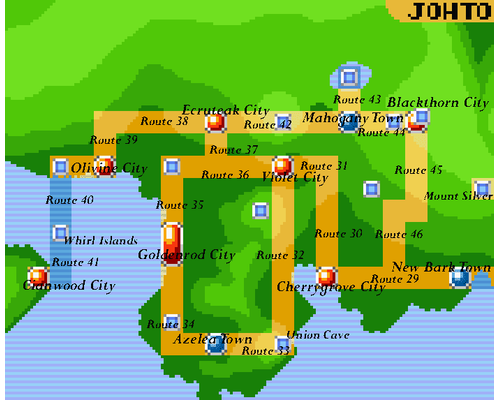 JOHTO
Route 43
Blackthorn City
Ecruteak City
Route 38
Route 42
Mahogany Town
Route 44
Route 39
Route 37
Olivine City
Route 36
Violet City
Route 31
Route 45
Route 40
Mount Silver
Route 35
Whirl Islands
Route 30
Route 46
Goldenrod City
Route 32
Route 41
New Bark Town
Cianwood City
Cherrygrove City
Route 29
Route 34
Azelea Town
Union Cave
Route 33